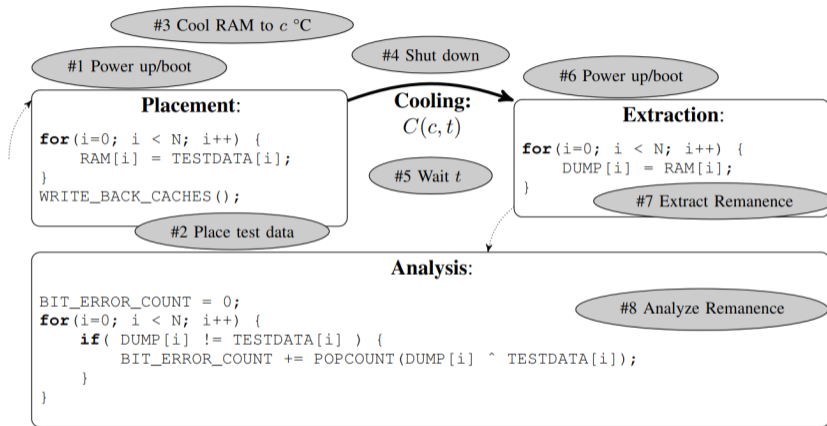 #3 Cool RAM to c °C
#1 Power up/boot
#4 Shut down
#6 Power up/boot
Placement:
for(i=0; i < N; i++) {
    RAM[i] = TESTDATA[i];
}
WRITE_BACK_CACHES();
#2 Place test data
Cooling:
C(c,t)
#5 Wait t
Extraction:
for(i=0; i < N; i++) {
    DUMP[i] = RAM[i];
}
#7 Extract Remanence
Analysis:
BIT_ERROR_COUNT = 0;
for(i=0; i < N; i++) {
    if( DUMP[i] != TESTDATA[i] ) {
        BIT_ERROR_COUNT += POPCOUNT(DUMP[i] ^ TESTDATA[i]);
    }
}
#8 Analyze Remanence